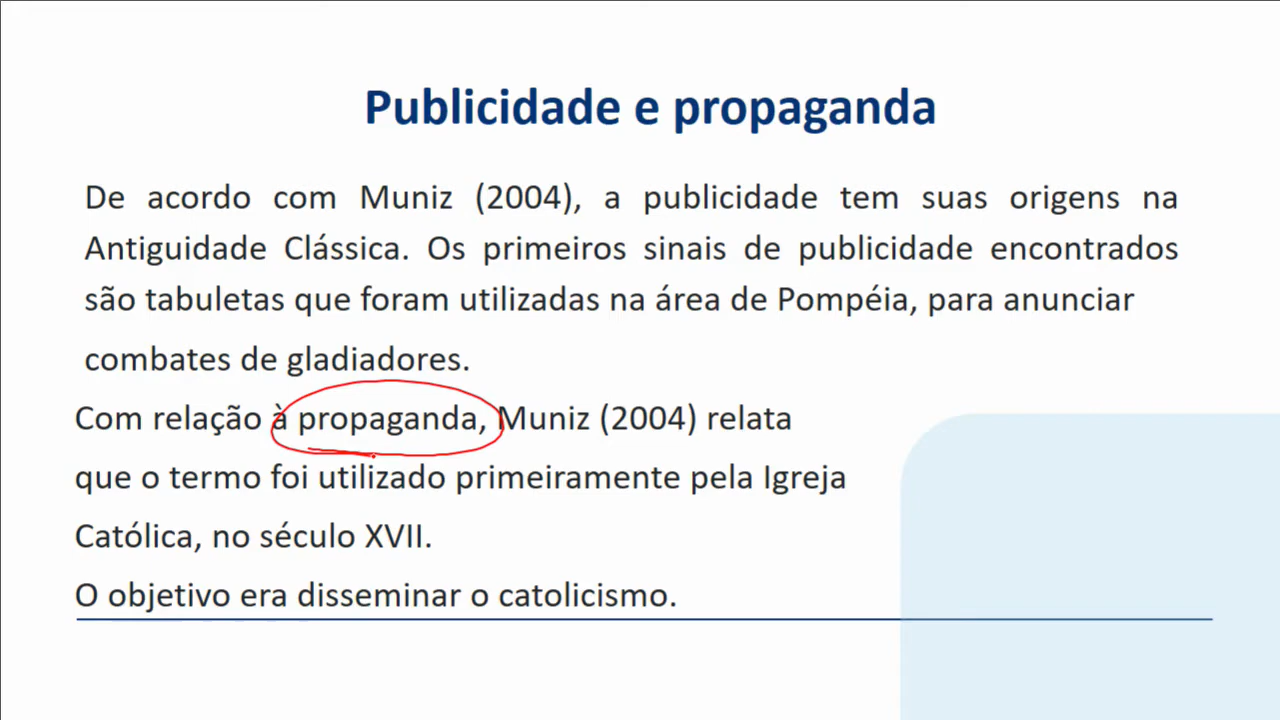 Publicidade e propaganda
De acordo com Muniz (2004), a publicidade tem suas origens na
Antiguidade Clássica. Os primeiros sinais de publicidade encontrados
são tabuletas que foram utilizadas na área de Pompéia, para anunciar
combates de gladiadores.
Com relação à propaganda, Muniz (2004) relata
que o termo foi utilizado primeiramente pela Igreja
Católica, no século XVII.
O objetivo era disseminar o catolicismo.